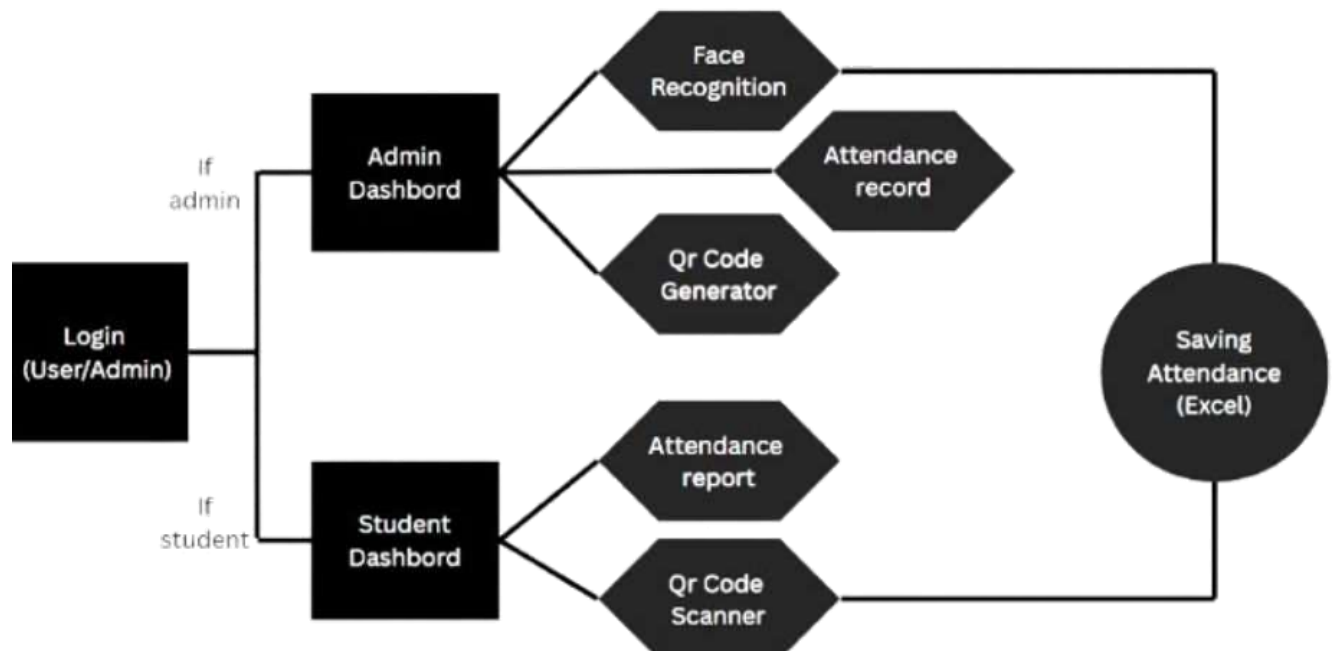 Face
Recognition
Admin
Dashbord
Attendance
record
If
admin
Qr Code
Generator
Login
(User/Admin)
Saving
Attendance
(Excel)
Attendance
report
If
student
Student
Dashbord
Qr Code
Scanner